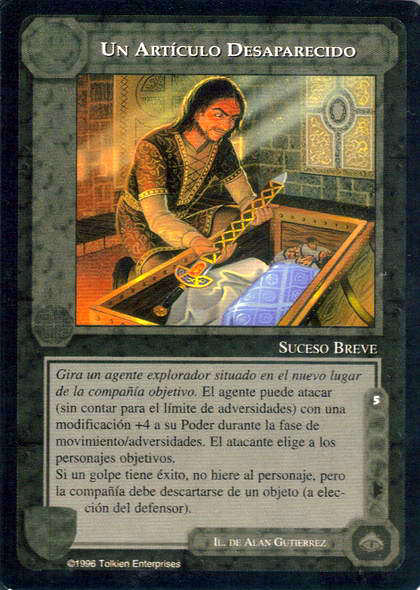 Un Artículo Desaparecido
Suceso Breve
Gira un agente explorador situado en el nuevo lugar
de la compañía objetivo. El agente puede atacar
(sin contar para el límite de adversidades) con una
modificación +4 a su Poder durante la fase de
movimiento/adversidades. El atacante elige a los
personajes objetivos.
Si un golpe tiene éxito, no hiere al personaje, pero
la compañía debe descartarse de un objeto (a elec-
ción del defensor).
5
Il. de Alan Gutierrez
©1996 Tolkien Enterprises